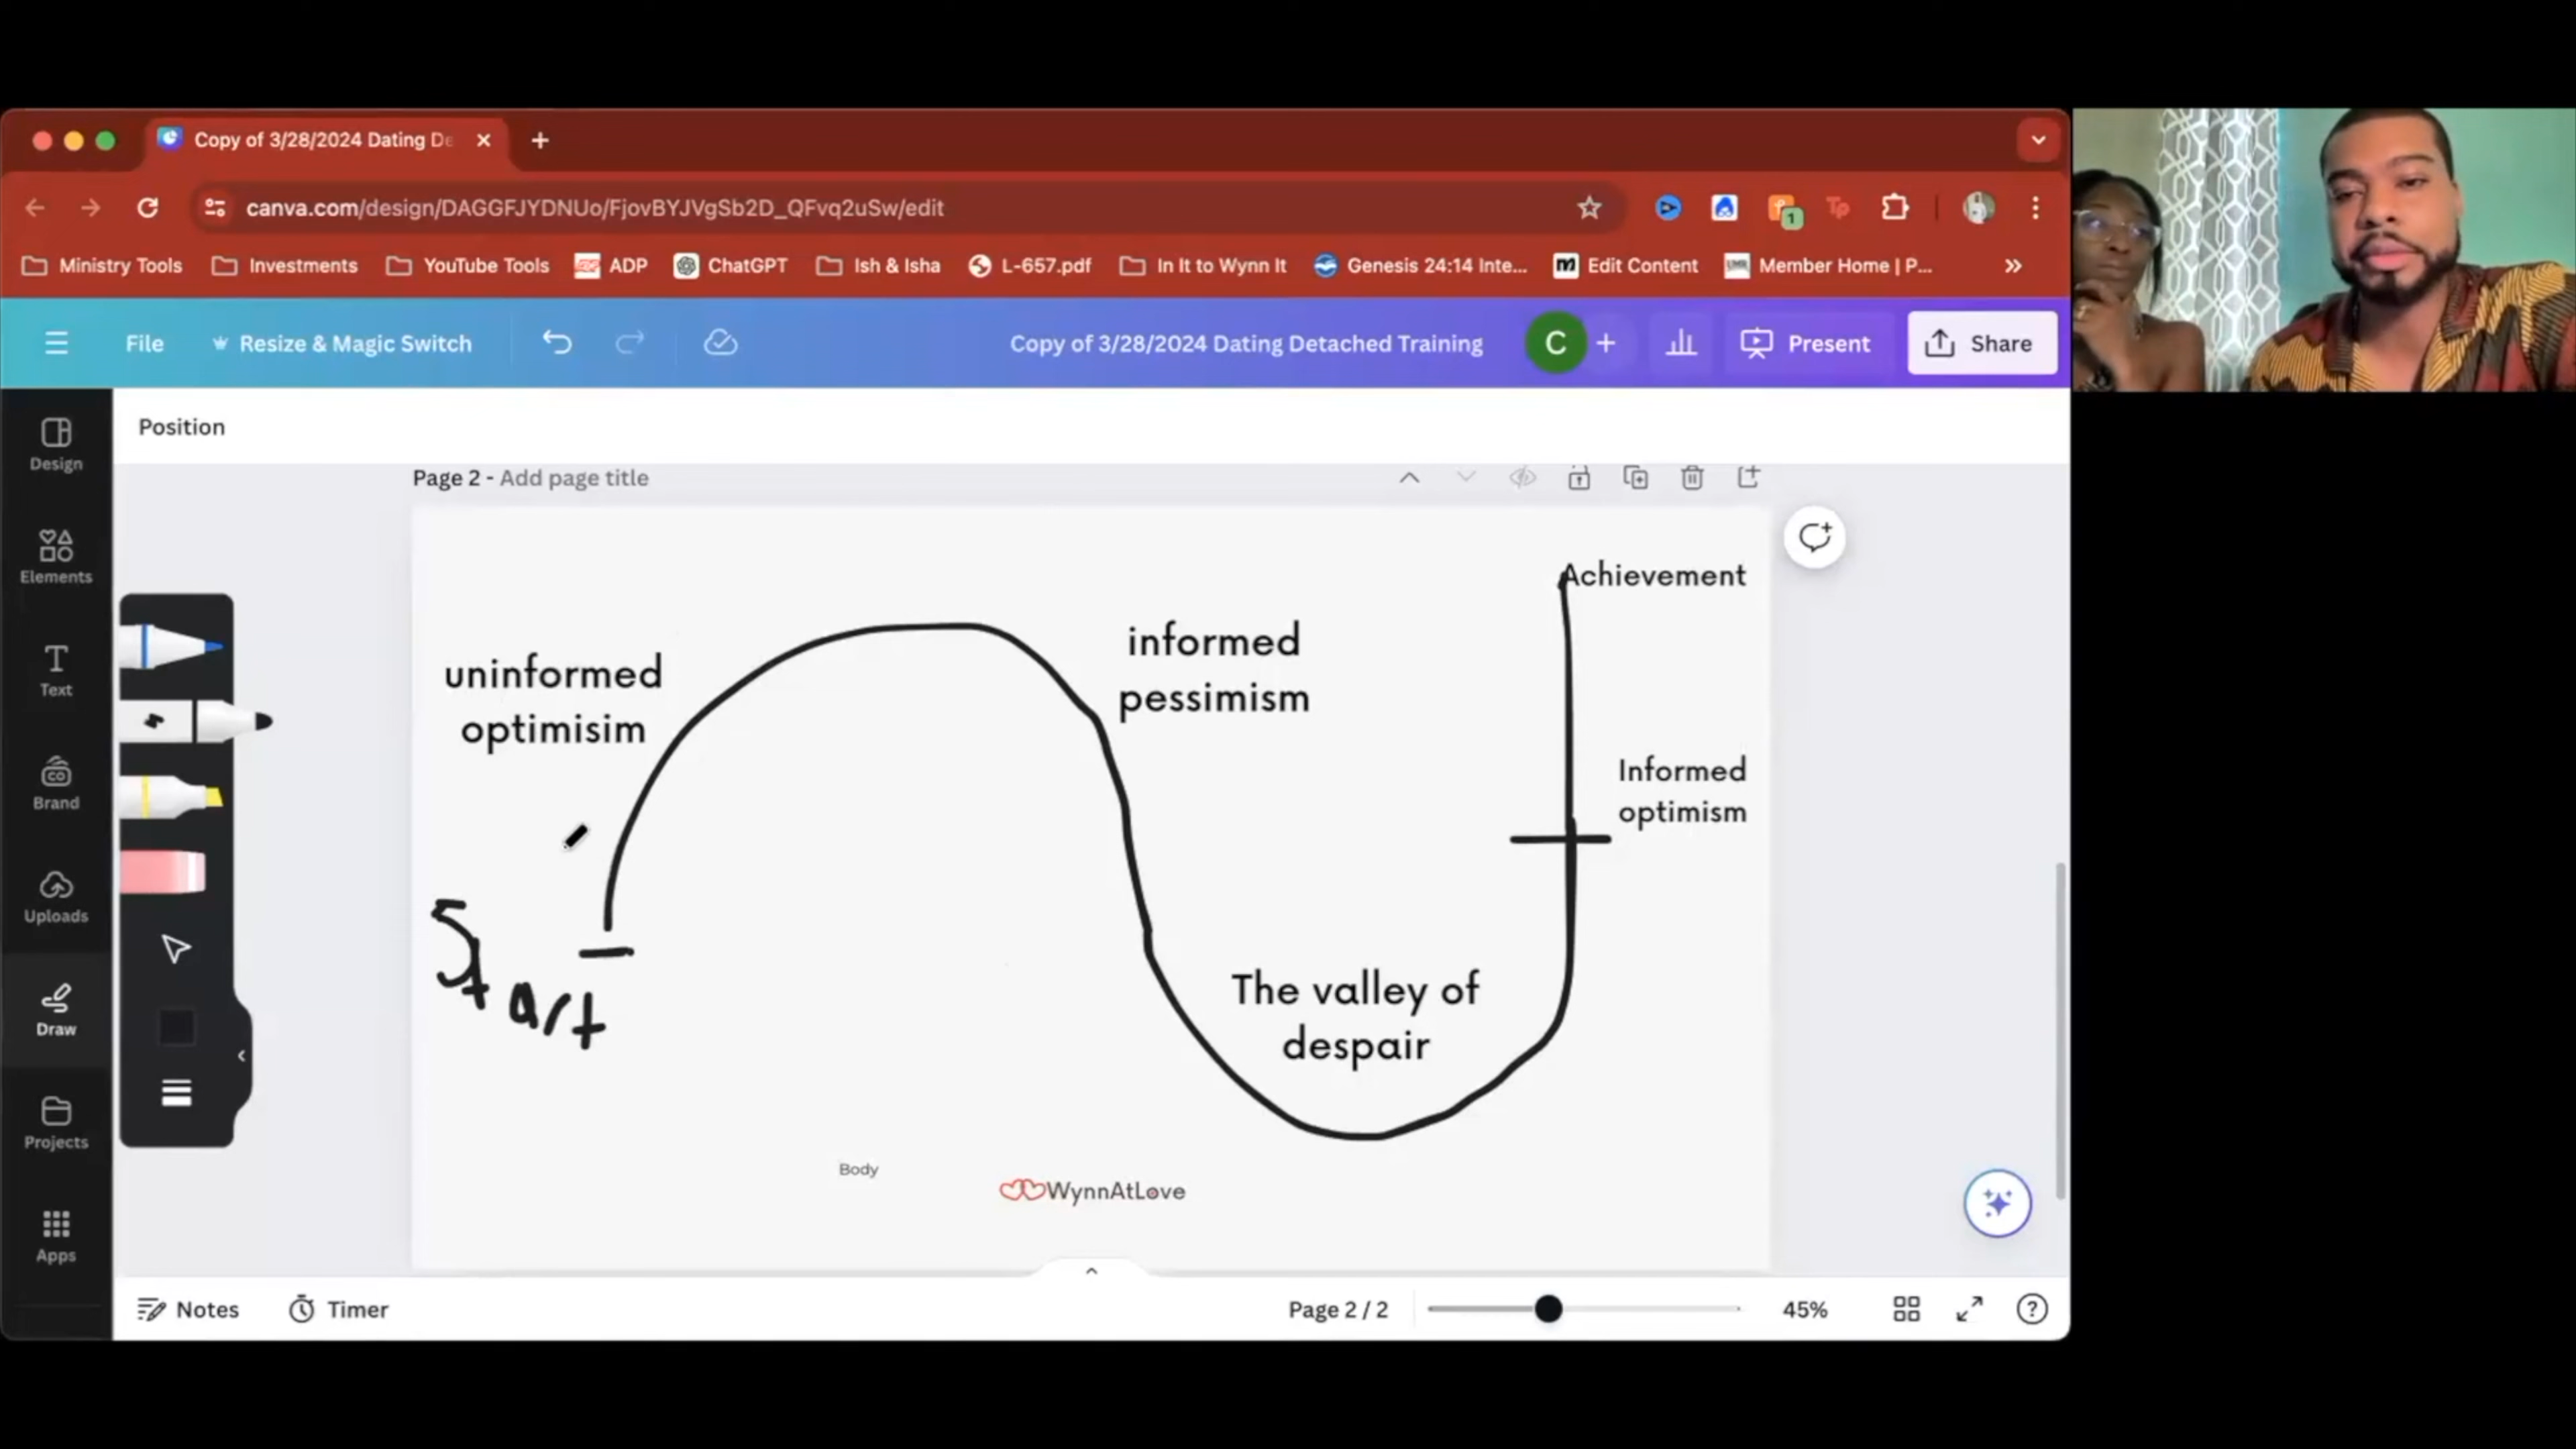 Copy of 3/28/2024 Dating De
canva.com/design/DAGGFJYDNUo/FjovBYJVgSb2D_QFvq2uSw/edit
1
Tp
Ministry Tools
Investments
YouTube Tools
ADP
ChatGPT
Ish & Isha
L-657.pdf
In It to Wynn It
Genesis 24:14 Inte...
Edit Content
Member Home | P...
File
Resize & Magic Switch
Copy of 3/28/2024 Dating Detached Training
C
Present
Share
Position
Design
Elements
Text
Brand
Uploads
Draw
Projects
Apps
Page 2 - Add page title
Achievement
uninformed
optimisim
informed
pessimism
Informed
optimism
Start
The valley of
despair
Body
WynnAtLove
Notes
Timer
Page 2 / 2
45%